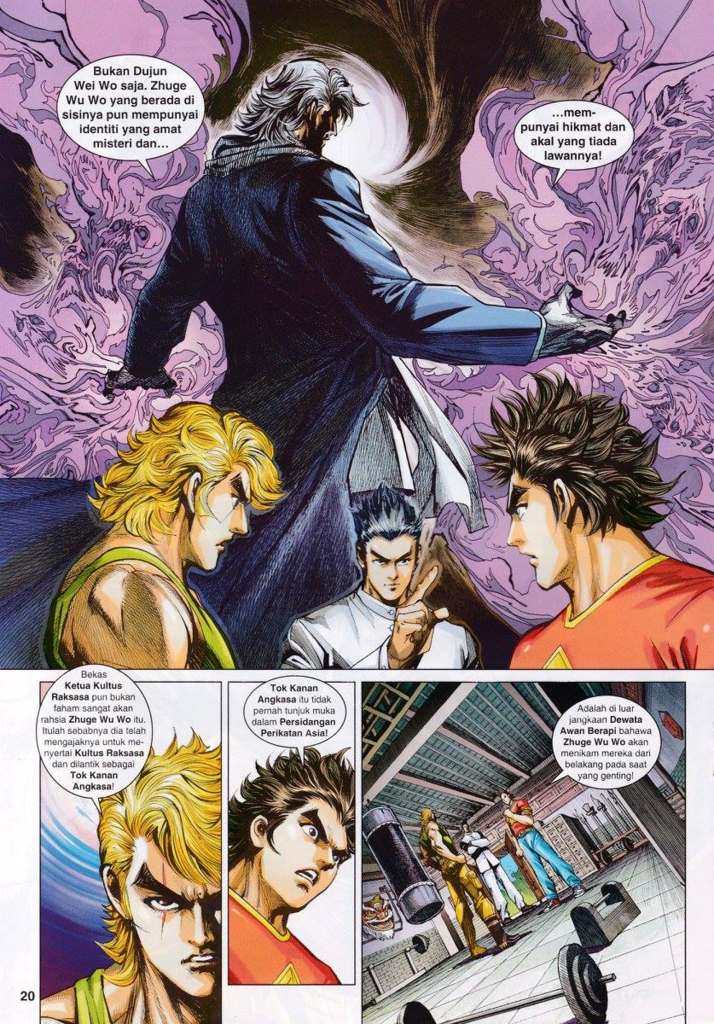 Bukan Dujun
Wei Wo saja. Zhuge
Wu Wo yang berada di
sisinya pun mempunyai
identiti yang amat
misteri dan…
…mem-
punyai hikmat dan
akal yang tiada
lawannya!
Bekas
Ketua Kultus
Raksasa pun bukan
faham sangat akan
rahsia Zhuge Wu Wo itu.
Itulah sebabnya dia telah
mengajaknya untuk me-
nyertai Kultus Raksasa
dan dilantik sebagai
Tok Kanan
Angkasa!
Tok Kanan
Angkasa itu tidak
pernah tunjuk muka
dalam Persidangan
Perikatan Asia!
Adalah di luar
jangkaan Dewata
Awan Berapi bahawa
Zhuge Wu Wo akan
menikam mereka dari
belakang pada saat
yang genting!
20